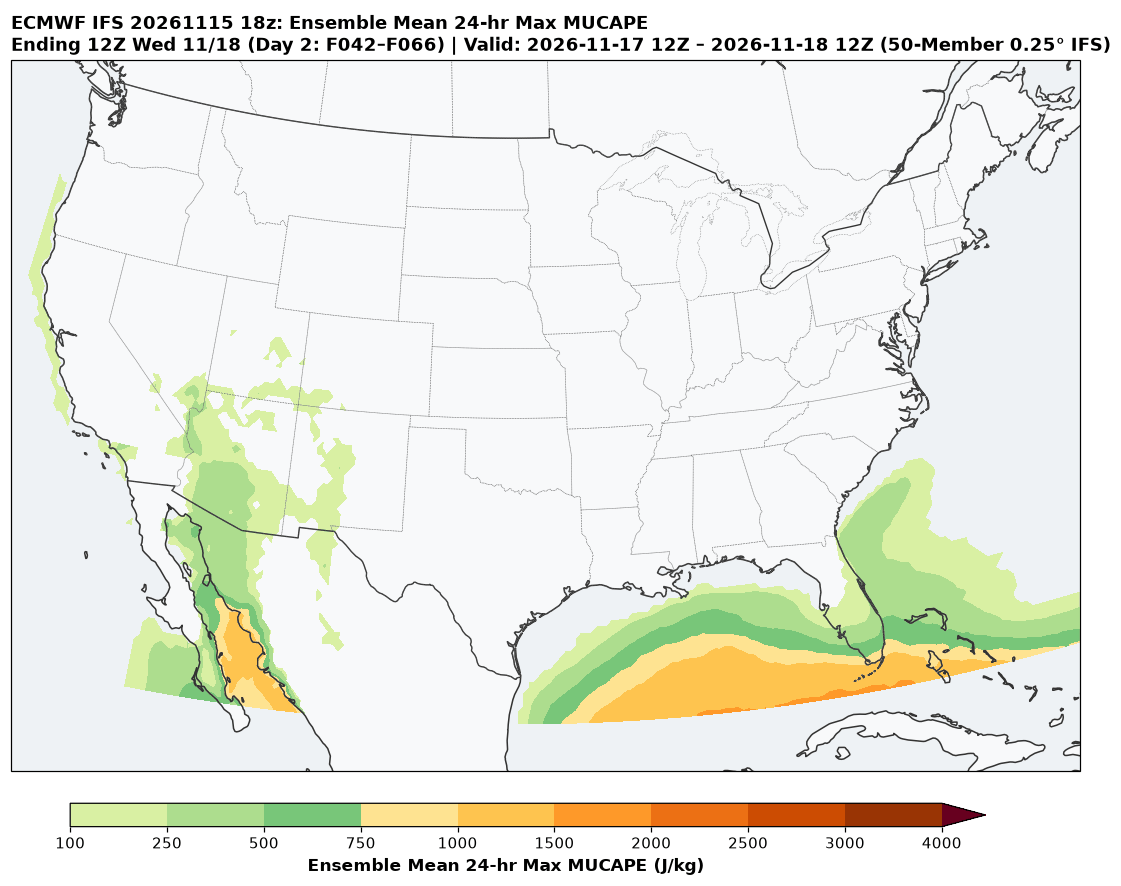 ECMWF IFS 20261115 18z: Ensemble Mean 24-hr Max MUCAPE
Ending 12Z Wed 11/18 (Day 2: F042–F066) | Valid: 2026-11-17 12Z – 2026-11-18 12Z (50-Member 0.25° IFS)
100 250 500 750 1000 1500 2000 2500 3000 4000
Ensemble Mean 24-hr Max MUCAPE (J/kg)